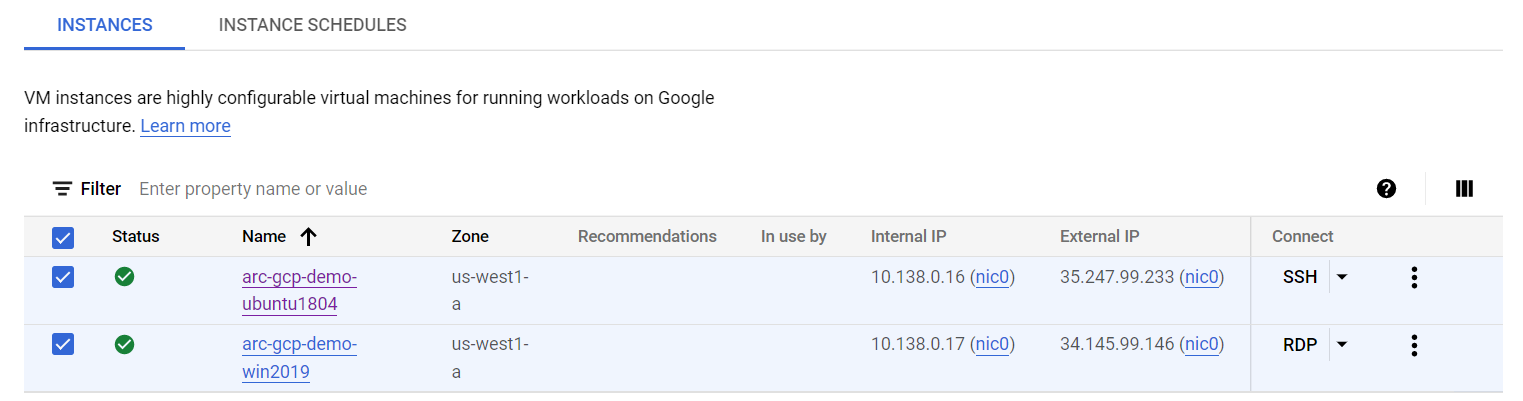 INSTANCES INSTANCE SCHEDULES
VM instances are highly configurable virtual machines for running workloads on Google
infrastructure. Learn more
Filter Enter property name or value
Status Name Zone Recommendations In use by Internal IP External IP Connect
arc-gcp-demo- us-west1- 10.138.0.16 (nic0) 35.247.99.233 (nic0) SSH
ubuntu1804 a
arc-gcp-demo- us-west1- 10.138.0.17 (nic0) 34.145.99.146 (nic0) RDP
win2019 a